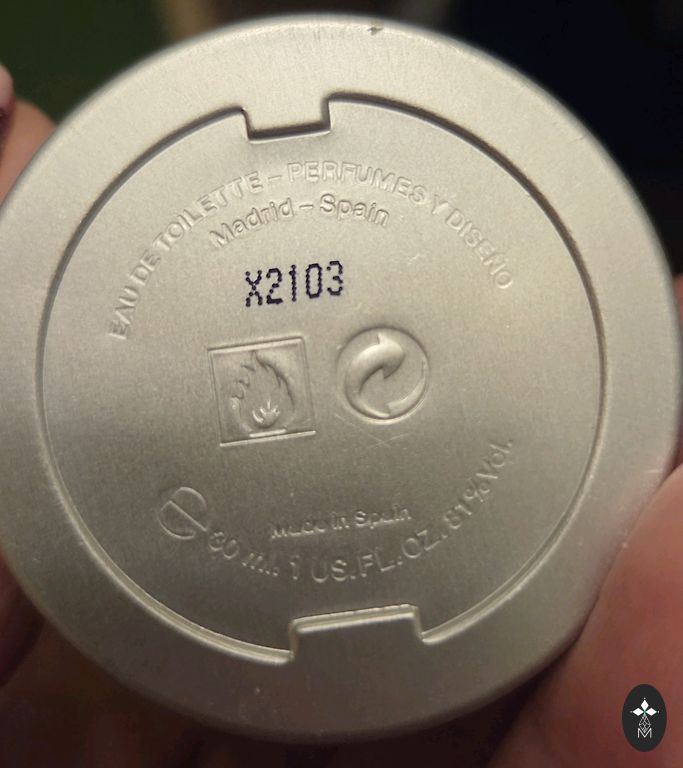 EAU DE TOILETTE – PERFUMES Y DISEÑO
Madrid – Spain
X2103
Made in Spain
e 30 ml. 1 US.FL.OZ. 81%Vol.
M